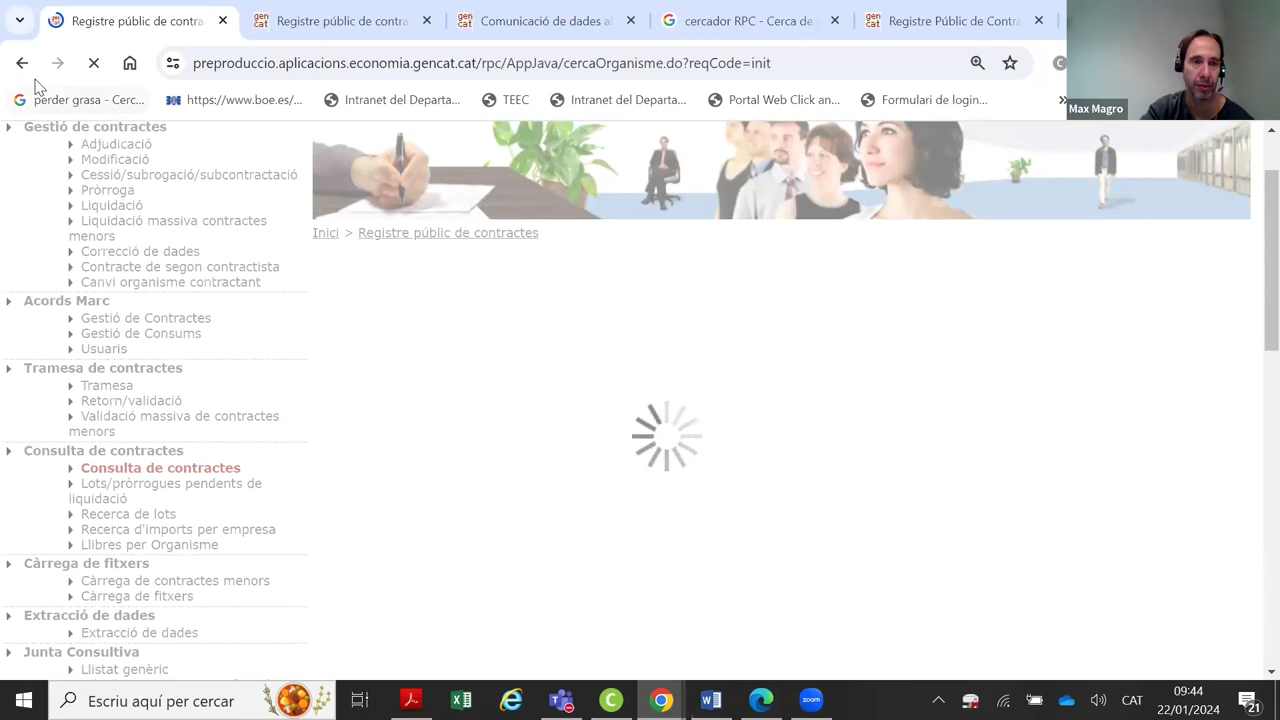 Registre públic de contra
Registre públic de contra
Comunicació de dades al
cercador RPC - Cerca de
Registre Públic de Contra
preproduccio.aplicacions.economia.gencat.cat/rpc/AppJava/cercaOrganisme.do?reqCode=init
perder grasa - Cerc...
https://www.boe.es/...
Intranet del Departa...
TEEC
Intranet del Departa...
Portal Web Click an...
Formulari de login...
Max Magro
Gestió de contractes
Adjudicació
Modificació
Cessió/subrogació/subcontractació
Pròrroga
Liquidació
Liquidació massiva contractes
menors
Correcció de dades
Contracte de segon contractista
Canvi organisme contractant
Acords Marc
Gestió de Contractes
Gestió de Consums
Usuaris
Tramesa de contractes
Tramesa
Retorn/validació
Validació massiva de contractes
menors
Consulta de contractes
Consulta de contractes
Lots/pròrrogues pendents de
liquidació
Recerca de lots
Recerca d'imports per empresa
Llibres per Organisme
Càrrega de fitxers
Càrrega de contractes menors
Càrrega de fitxers
Extracció de dades
Extracció de dades
Junta Consultiva
Llistat genèric
Inici > Registre públic de contractes
Escriu aquí per cercar
CAT
09:44
22/01/2024
21